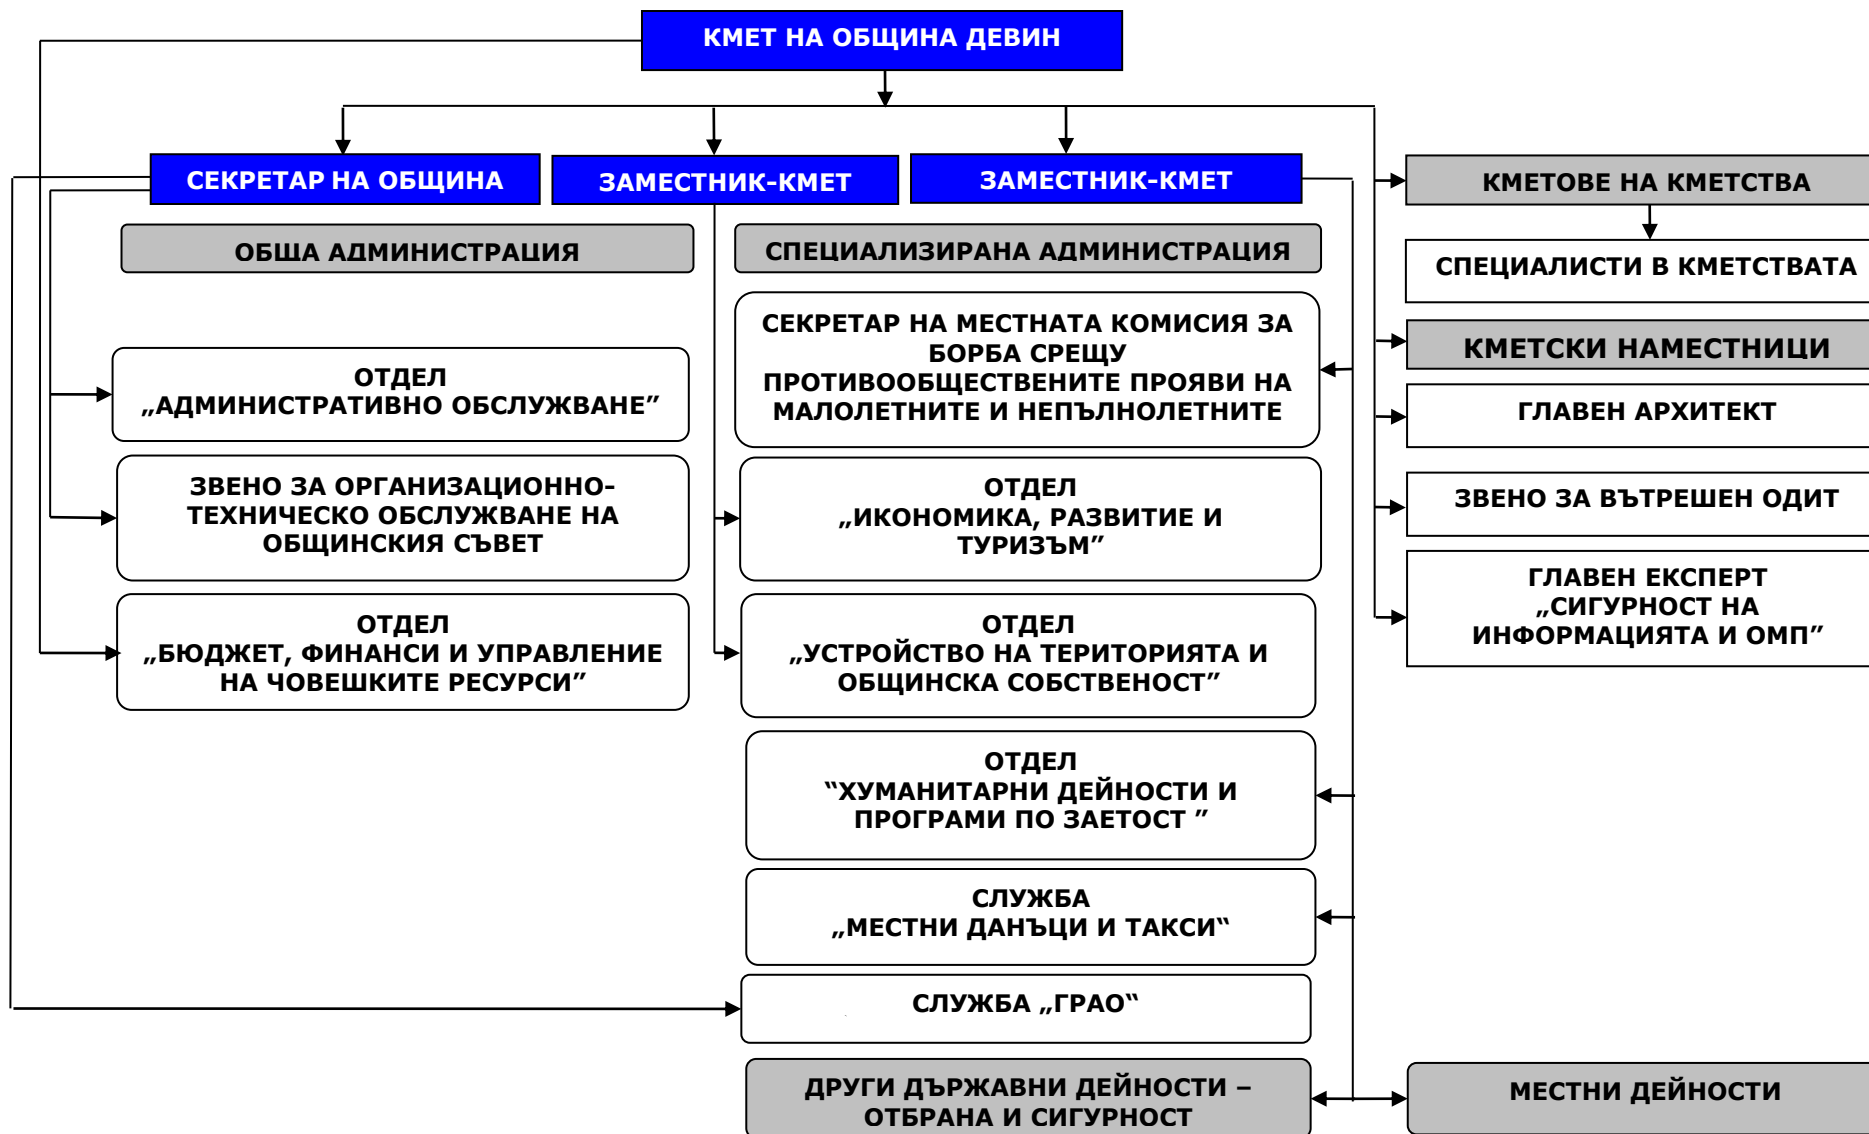 КМЕТ НА ОБЩИНА ДЕВИН
СЕКРЕТАР НА ОБЩИНА
ЗАМЕСТНИК-КМЕТ
ЗАМЕСТНИК-КМЕТ
КМЕТОВЕ НА КМЕТСТВА
СПЕЦИАЛИСТИ В КМЕТСТВАТА
КМЕТСКИ НАМЕСТНИЦИ
ГЛАВЕН АРХИТЕКТ
ЗВЕНО ЗА ВЪТРЕШЕН ОДИТ
ГЛАВЕН ЕКСПЕРТ
„СИГУРНОСТ НА
ИНФОРМАЦИЯТА И ОМП”
ОБЩА АДМИНИСТРАЦИЯ
ОТДЕЛ
„АДМИНИСТРАТИВНО ОБСЛУЖВАНЕ”
ЗВЕНО ЗА ОРГАНИЗАЦИОННО-
ТЕХНИЧЕСКО ОБСЛУЖВАНЕ НА
ОБЩИНСКИЯ СЪВЕТ
ОТДЕЛ
„БЮДЖЕТ, ФИНАНСИ И УПРАВЛЕНИЕ
НА ЧОВЕШКИТЕ РЕСУРСИ”
СПЕЦИАЛИЗИРАНА АДМИНИСТРАЦИЯ
СЕКРЕТАР НА МЕСТНАТА КОМИСИЯ ЗА
БОРБА СРЕЩУ
ПРОТИВООБЩЕСТВЕНИТЕ ПРОЯВИ НА
МАЛОЛЕТНИТЕ И НЕПЪЛНОЛЕТНИТЕ
ОТДЕЛ
„ИКОНОМИКА, РАЗВИТИЕ И
ТУРИЗЪМ”
ОТДЕЛ
„УСТРОЙСТВО НА ТЕРИТОРИЯТА И
ОБЩИНСКА СОБСТВЕНОСТ”
ОТДЕЛ
“ХУМАНИТАРНИ ДЕЙНОСТИ И
ПРОГРАМИ ПО ЗАЕТОСТ ”
СЛУЖБА
„МЕСТНИ ДАНЪЦИ И ТАКСИ“
СЛУЖБА „ГРАО“
ДРУГИ ДЪРЖАВНИ ДЕЙНОСТИ –
ОТБРАНА И СИГУРНОСТ
МЕСТНИ ДЕЙНОСТИ